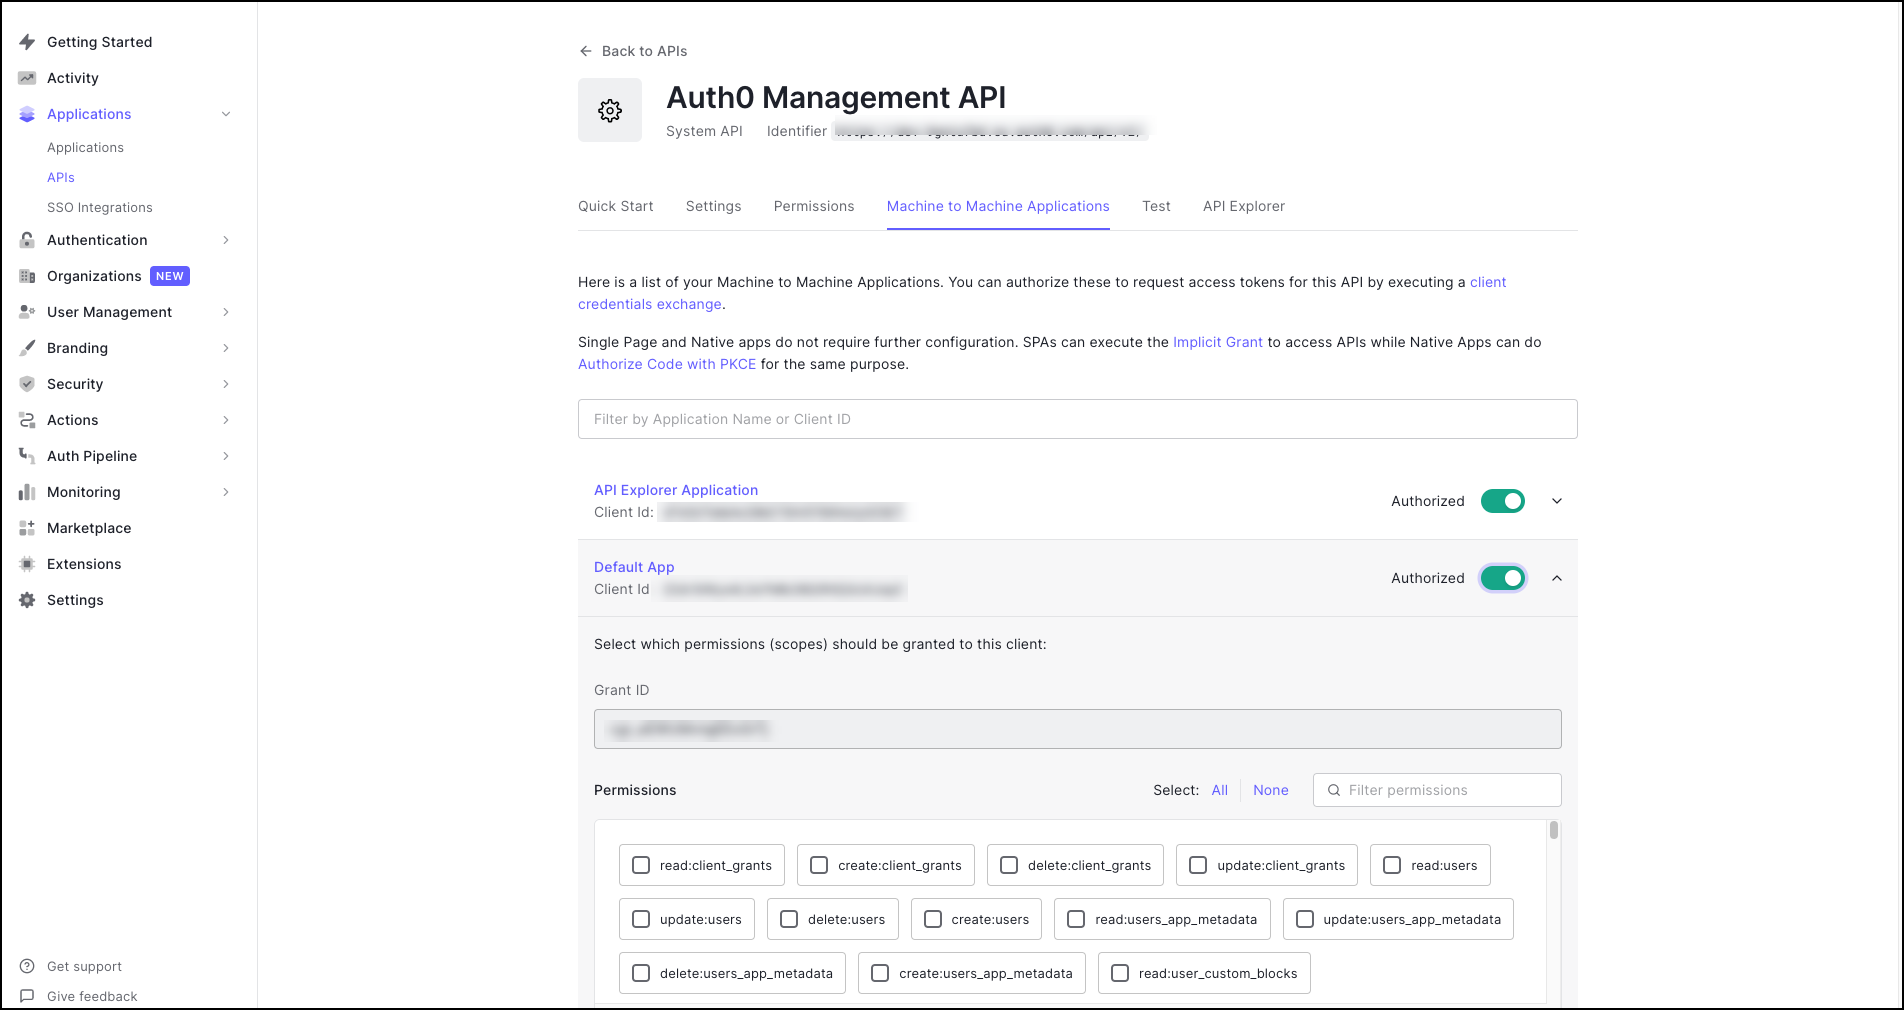 Getting Started
Activity
Applications
Applications
APIs
SSO Integrations
Authentication
Organizations NEW
User Management
Branding
Security
Actions
Auth Pipeline
Monitoring
Marketplace
Extensions
Settings
Get support
Give feedback
Back to APIs
Auth0 Management API
System API Identifier
Quick Start Settings Permissions Machine to Machine Applications Test API Explorer
Here is a list of your Machine to Machine Applications. You can authorize these to request access tokens for this API by executing a client
credentials exchange.
Single Page and Native apps do not require further configuration. SPAs can execute the Implicit Grant to access APIs while Native Apps can do
Authorize Code with PKCE for the same purpose.
Filter by Application Name or Client ID
API Explorer Application
Client Id:
Authorized
Default App
Client Id
Authorized
Select which permissions (scopes) should be granted to this client:
Grant ID
Permissions Select: All None Filter permissions
read:client_grants create:client_grants delete:client_grants update:client_grants read:users
update:users delete:users create:users read:users_app_metadata update:users_app_metadata
delete:users_app_metadata create:users_app_metadata read:user_custom_blocks